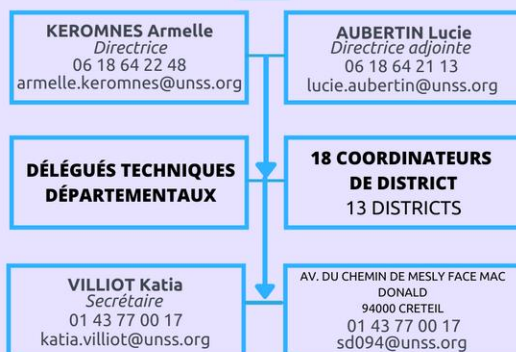 KEROMNES Armelle
Directrice
06 18 64 22 48
armelle.keromnes@unss.org
AUBERTIN Lucie
Directrice adjointe
06 18 64 21 13
lucie.aubertin@unss.org
DÉLÉGUÉS TECHNIQUES
DÉPARTEMENTAUX
18 COORDINATEURS
DE DISTRICT
13 DISTRICTS
VILLIOT Katia
Secrétaire
01 43 77 00 17
katia.villiot@unss.org
AV. DU CHEMIN DE MESLY FACE MAC
DONALD
94000 CRETEIL
01 43 77 00 17
sd094@unss.org